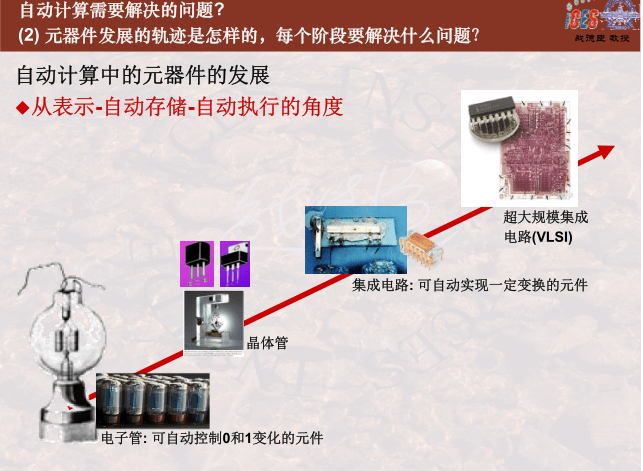 自动计算需要解决的问题?
(2) 元器件发展的轨迹是怎样的，每个阶段要解决什么问题?
iCES
战德臣 教授
自动计算中的元器件的发展
◆从表示-自动存储-自动执行的角度
超大规模集成
电路(VLSI)
集成电路: 可自动实现一定变换的元件
晶体管
电子管: 可自动控制0和1变化的元件